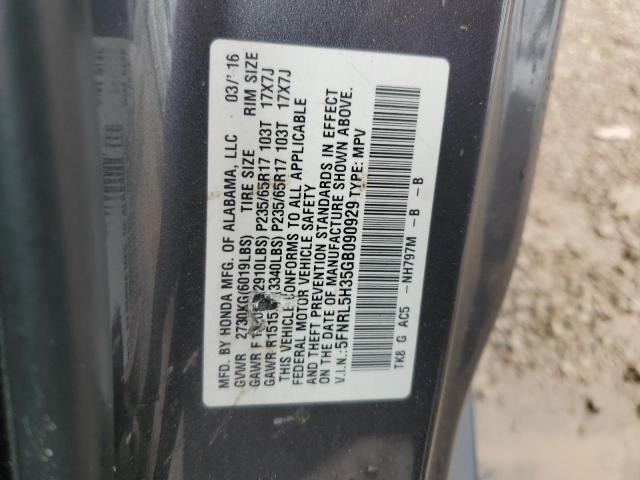 MFD. BY HONDA MFG. OF ALABAMA, LLC 03/'16
GVWR 2730KG(6019LBS) TIRE SIZE RIM SIZE
GAWR F 2910LBS) P235/65R17 103T 17X7J
GAWR R1515 3340LBS) P235/65R17 103T 17X7J
THIS VEHICLE CONFORMS TO ALL APPLICABLE
FEDERAL MOTOR VEHICLE SAFETY
AND THEFT PREVENTION STANDARDS IN EFFECT
ON THE DATE OF MANUFACTURE SHOWN ABOVE.
V.I.N.:5FNRL5H35GB090929 TYPE: MPV
TK8 G AC5 -NH797M -B -B